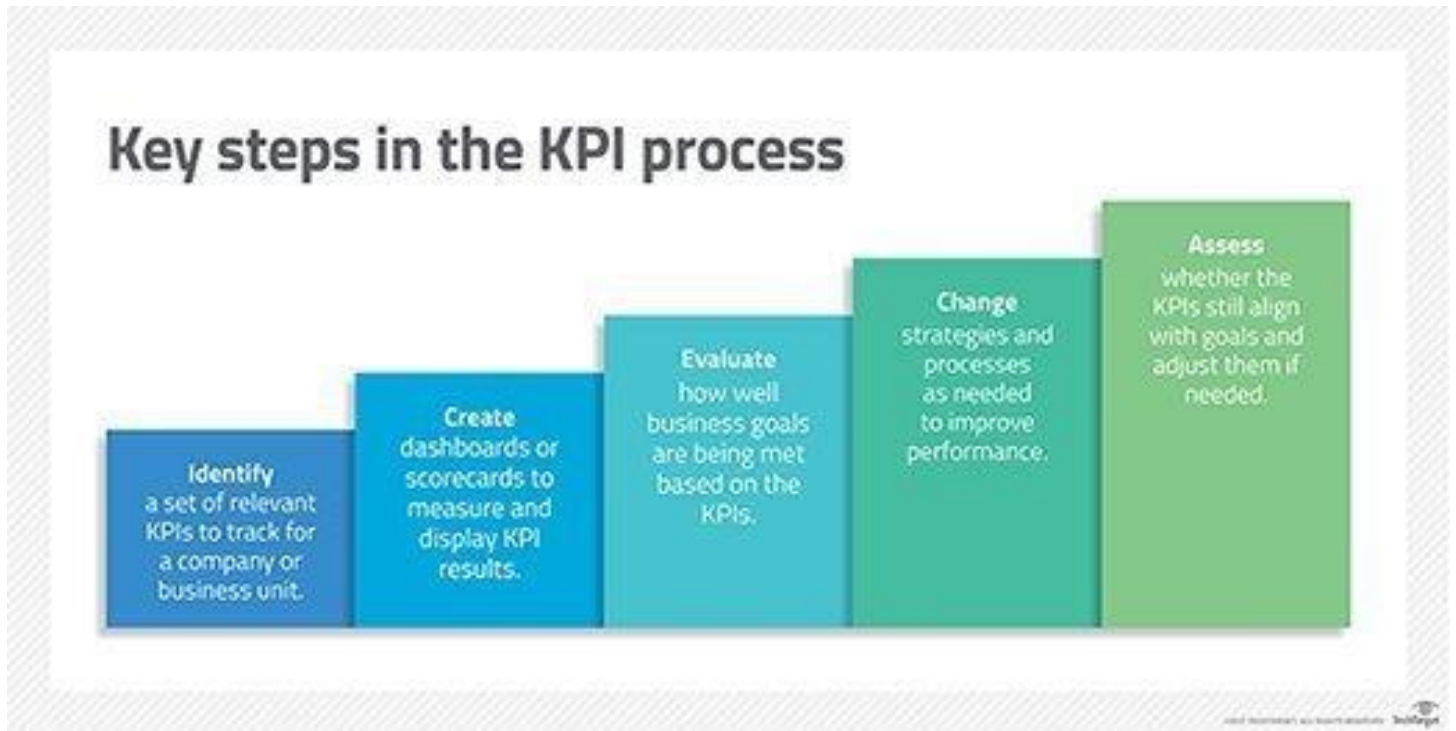 Key steps in the KPI process
Identify
a set of relevant
KPIs to track for
a company or
business unit.
Create
dashboards or
scorecards to
measure and
display KPI
results.
Evaluate
how well
business goals
are being met
based on the
KPIs.
Change
strategies and
processes
as needed
to improve
performance.
Assess
whether the
KPIs still align
with goals and
adjust them if
needed.
TechTarget